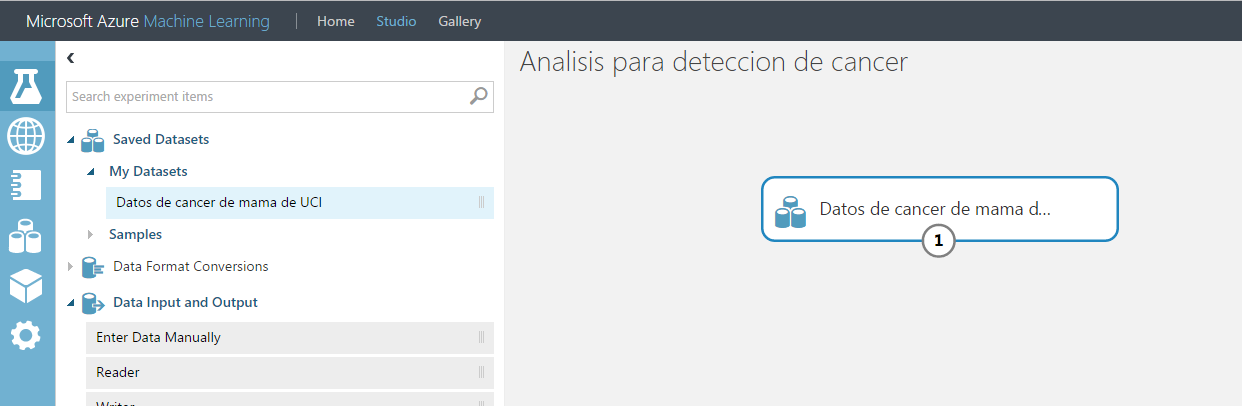 Microsoft Azure Machine Learning Home Studio Gallery
Analisis para deteccion de cancer
Search experiment items
Saved Datasets
My Datasets
Datos de cancer de mama de UCI
Datos de cancer de mama d...
1
Samples
Data Format Conversions
Data Input and Output
Enter Data Manually
Reader
Writer